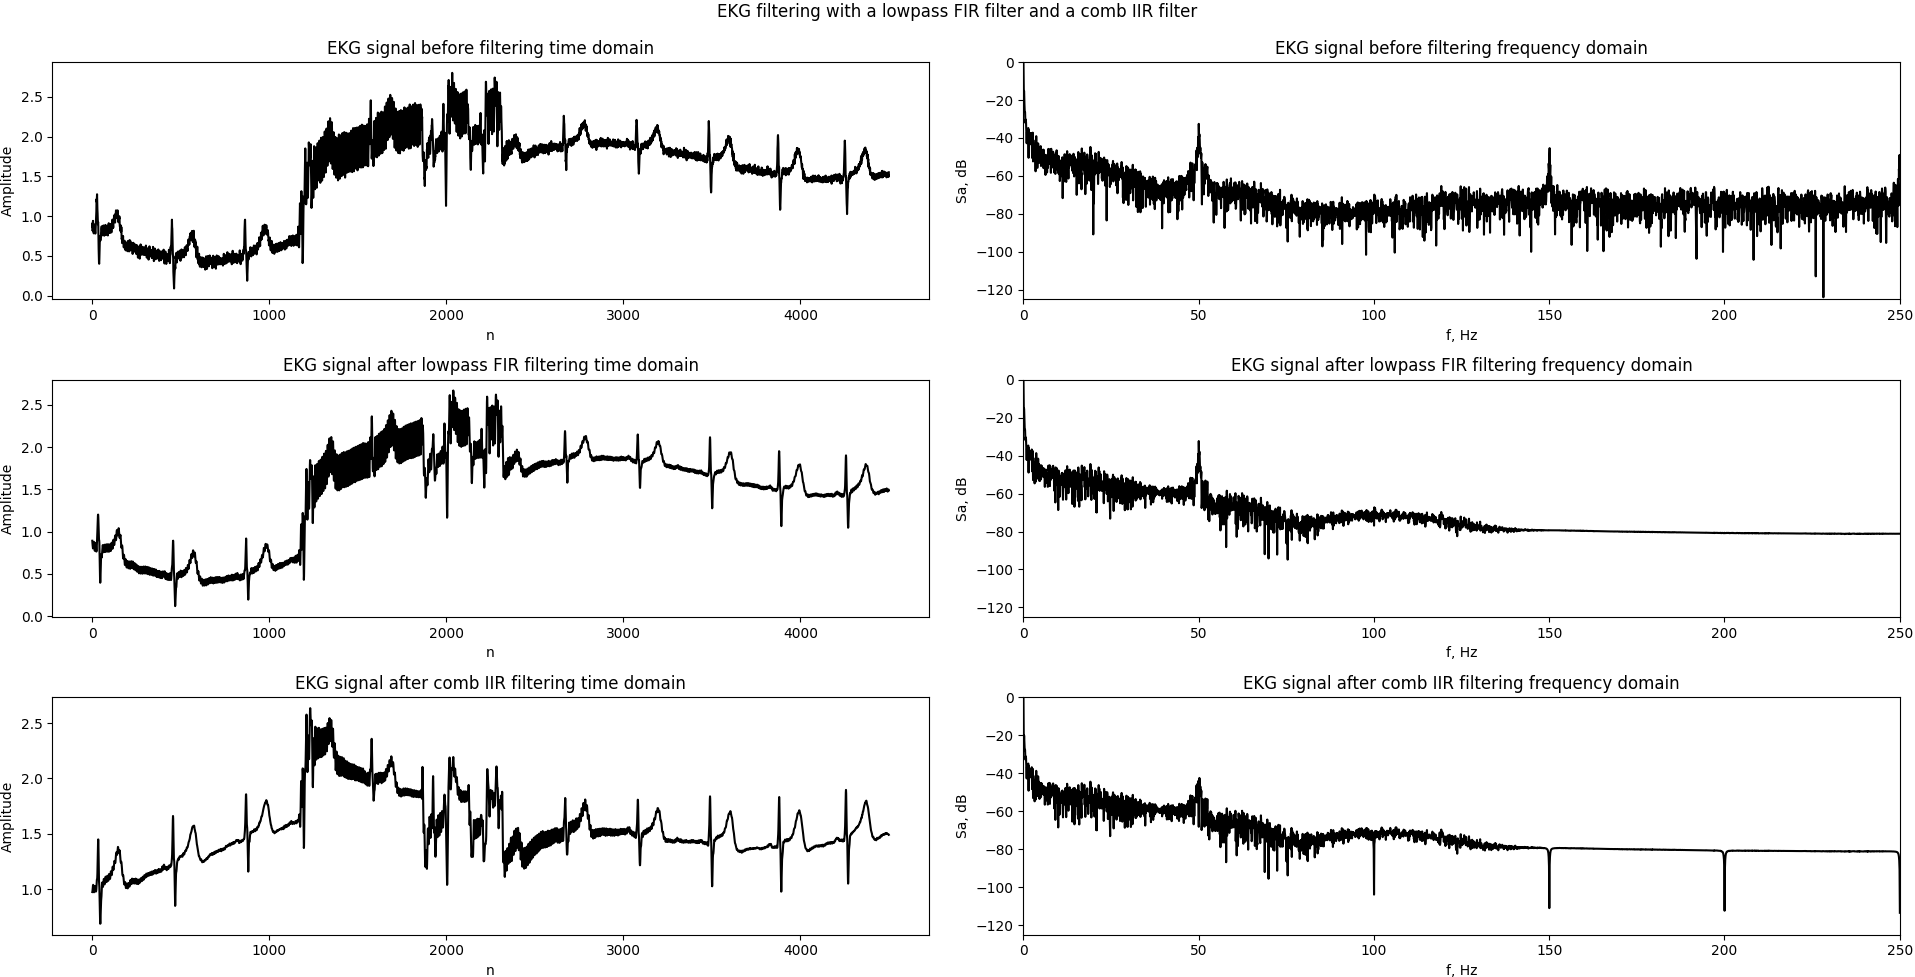 EKG filtering with a lowpass FIR filter and a comb IIR filter
EKG signal before filtering time domain
Amplitude
2.5
2.0
1.5
1.0
0.5
0.0
0 1000 2000 3000 4000
n
EKG signal before filtering frequency domain
Sa, dB
0
−20
−40
−60
−80
−100
−120
0 50 100 150 200 250
f, Hz
EKG signal after lowpass FIR filtering time domain
Amplitude
2.5
2.0
1.5
1.0
0.5
0.0
0 1000 2000 3000 4000
n
EKG signal after lowpass FIR filtering frequency domain
Sa, dB
0
−20
−40
−60
−80
−100
−120
0 50 100 150 200 250
f, Hz
EKG signal after comb IIR filtering time domain
Amplitude
2.5
2.0
1.5
1.0
0 1000 2000 3000 4000
n
EKG signal after comb IIR filtering frequency domain
Sa, dB
0
−20
−40
−60
−80
−100
−120
0 50 100 150 200 250
f, Hz